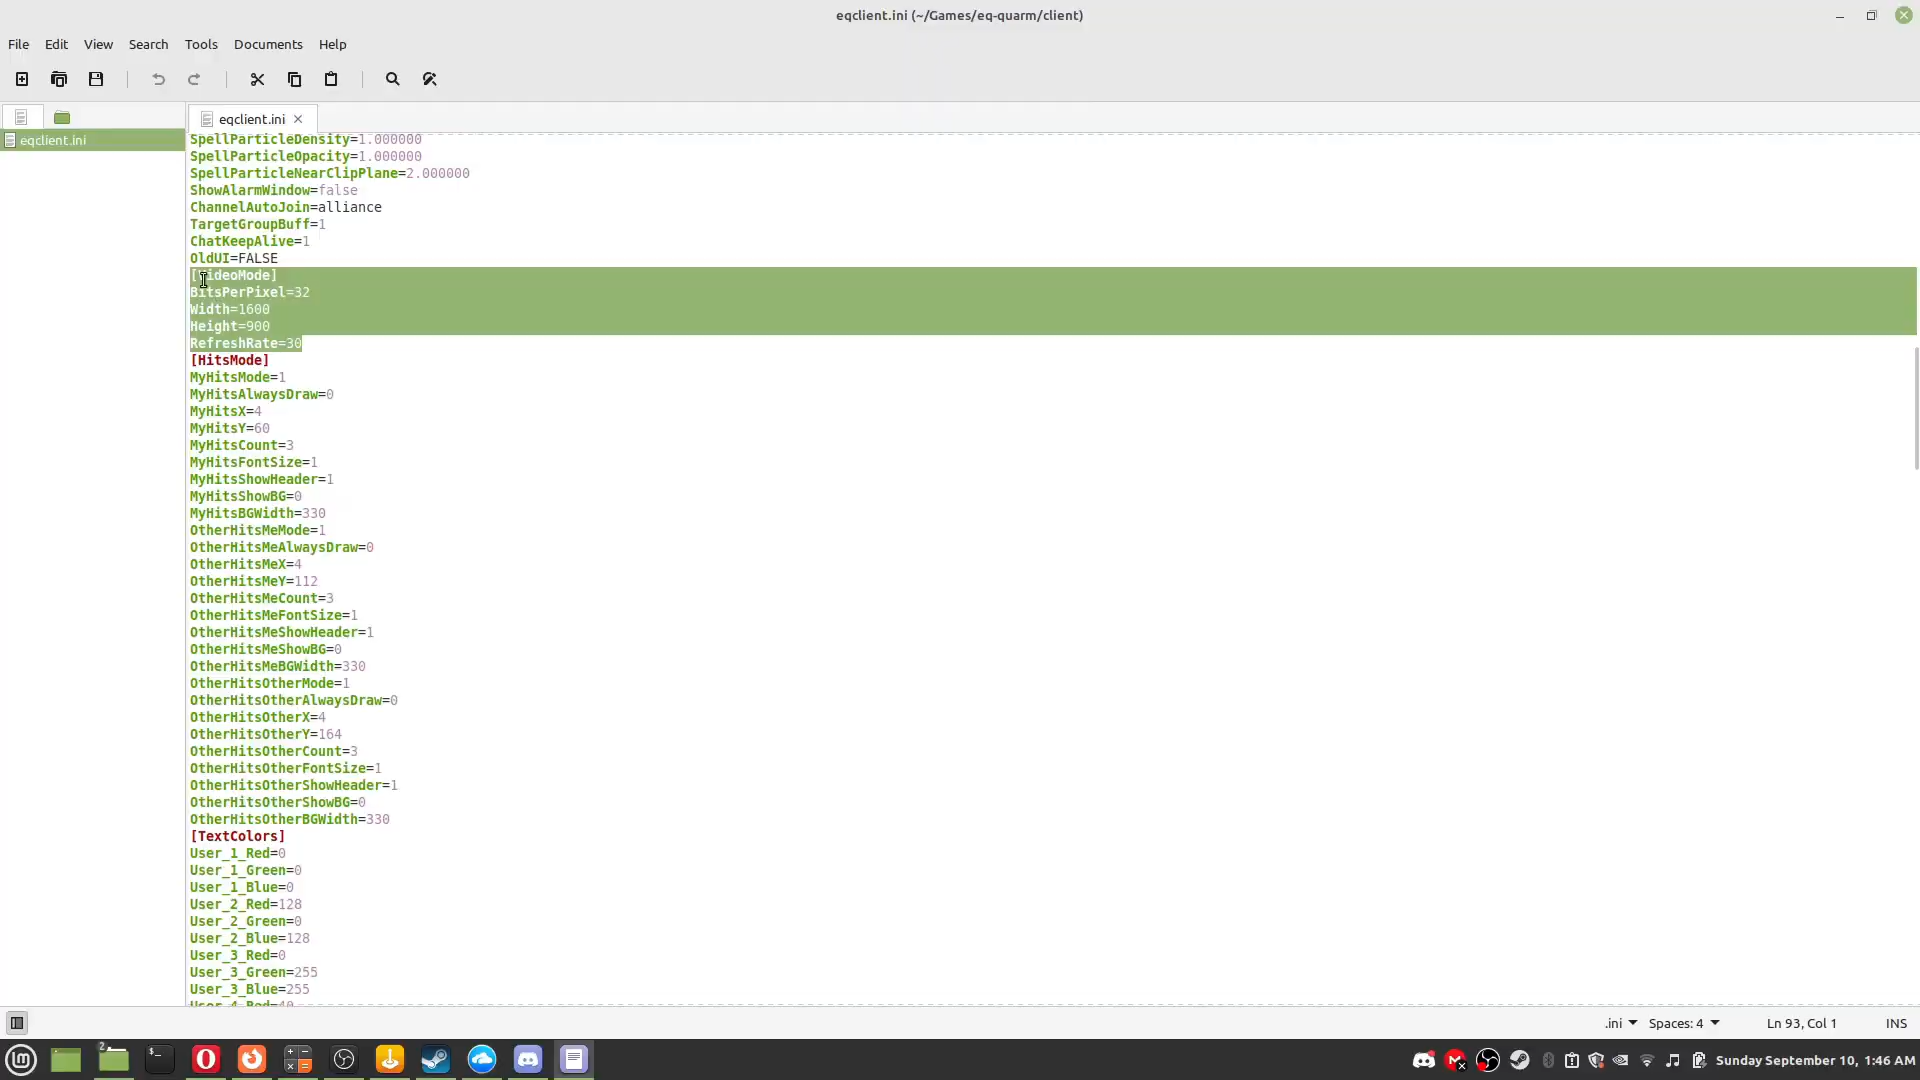 eqclient.ini (~/Games/eq-quarm/client)
File Edit View Search Tools Documents Help
eqclient.ini
eqclient.ini
SpellParticleDensity=1.000000
SpellParticleOpacity=1.000000
SpellParticleNearClipPlane=2.000000
ShowAlarmWindow=false
ChannelAutoJoin=alliance
TargetGroupBuff=1
ChatKeepAlive=1
OldUI=FALSE
[VideoMode]
BitsPerPixel=32
Width=1600
Height=900
RefreshRate=30
[HitsMode]
MyHitsMode=1
MyHitsAlwaysDraw=0
MyHitsX=4
MyHitsY=60
MyHitsCount=3
MyHitsFontSize=1
MyHitsShowHeader=1
MyHitsShowBG=0
MyHitsBGWidth=330
OtherHitsMeMode=1
OtherHitsMeAlwaysDraw=0
OtherHitsMeX=4
OtherHitsMeY=112
OtherHitsMeCount=3
OtherHitsMeFontSize=1
OtherHitsMeShowHeader=1
OtherHitsMeShowBG=0
OtherHitsMeBGWidth=330
OtherHitsOtherMode=1
OtherHitsOtherAlwaysDraw=0
OtherHitsOtherX=4
OtherHitsOtherY=164
OtherHitsOtherCount=3
OtherHitsOtherFontSize=1
OtherHitsOtherShowHeader=1
OtherHitsOtherShowBG=0
OtherHitsOtherBGWidth=330
[TextColors]
User_1_Red=0
User_1_Green=0
User_1_Blue=0
User_2_Red=128
User_2_Green=0
User_2_Blue=128
User_3_Red=0
User_3_Green=255
User_3_Blue=255
User_4_Red=40
.ini Spaces: 4 Ln 93, Col 1 INS
2
Sunday September 10, 1:46 AM